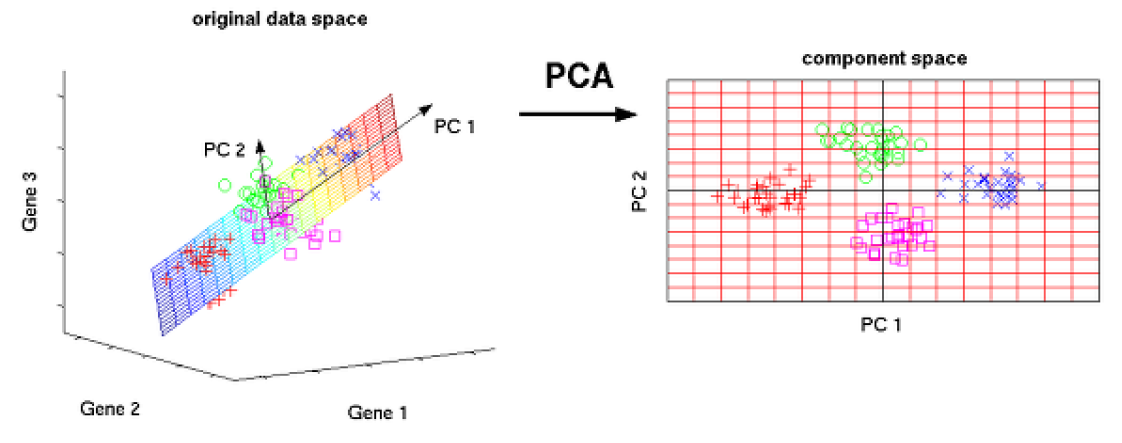 original data space
PC 1
PC 2
Gene 3
Gene 2
Gene 1
PCA
component space
PC 2
PC 1